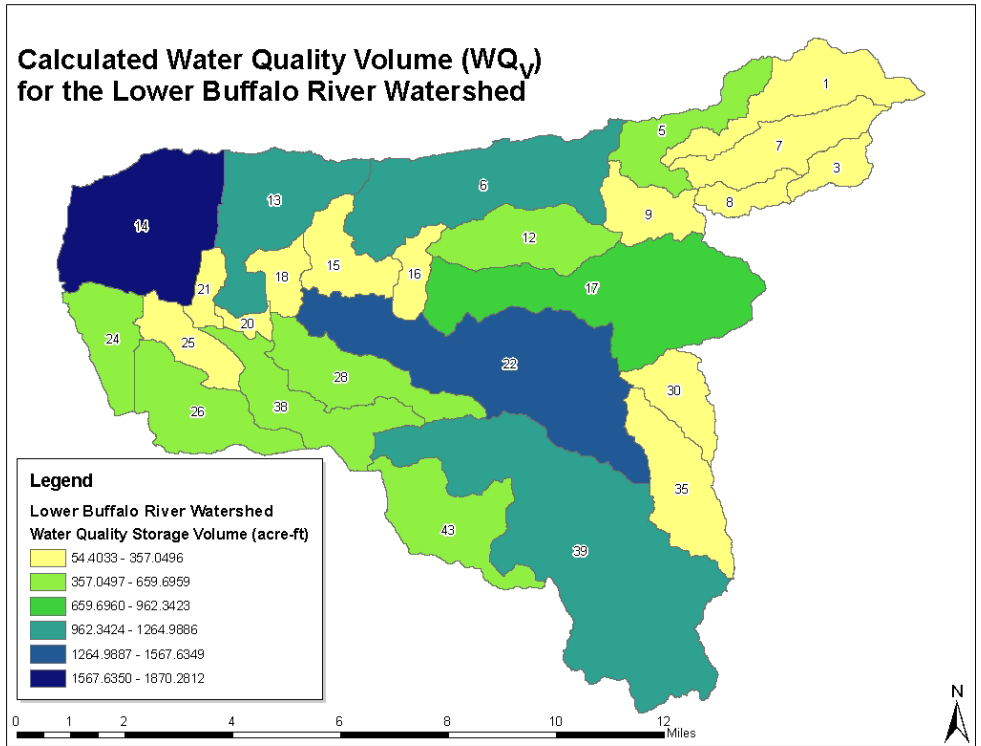 Calculated Water Quality Volume (WQV)
for the Lower Buffalo River Watershed
1
5
7
3
6
8
13
9
14
12
15
18
16
17
21
20
24
25
22
28
30
26
38
35
43
39
Legend
Lower Buffalo River Watershed
Water Quality Storage Volume (acre-ft)
54.4033 - 357.0496
357.0497 - 659.6959
659.6960 - 962.3423
962.3424 - 1264.9886
1264.9887 - 1567.6349
1567.6350 - 1870.2812
N
0 1 2 4 6 8 10 12
Miles